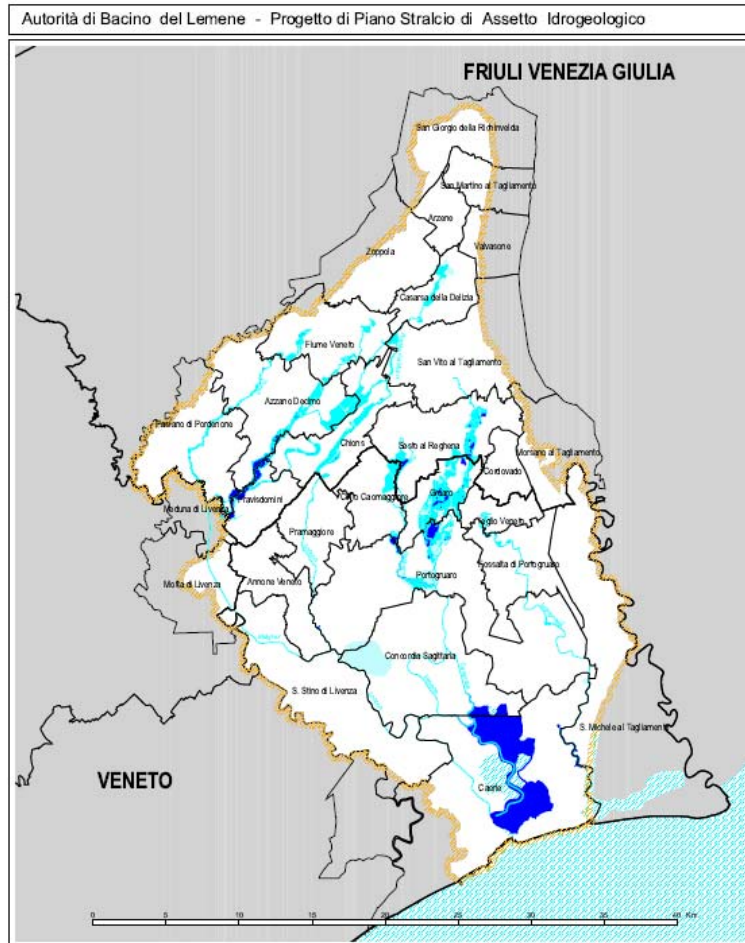 Autorità di Bacino del Lemene - Progetto di Piano Stralcio di Assetto Idrogeologico
FRIULI VENEZIA GIULIA
San Giorgio della Richinvelda
San Martino al Tagliamento
Arzene
Valvasone
Zoppola
Casarsa della Delizia
Fiume Veneto
San Vito al Tagliamento
Azzano Decimo
Pasiano di Pordenone
Chions
Sesto al Reghena
Morsano al Tagliamento
Cordovado
Pravisdomini
Caomaggiore
Gruaro
Meduna di Livenza
Pramaggiore
Teglio Veneto
Fossalta di Portogruaro
Portogruaro
Motta di Livenza
Annone Veneto
Concordia Sagittaria
S. Stino di Livenza
S. Michele al Tagliamento
VENETO
Caorle
0 5 10 15 20 25 30 35 40 Km